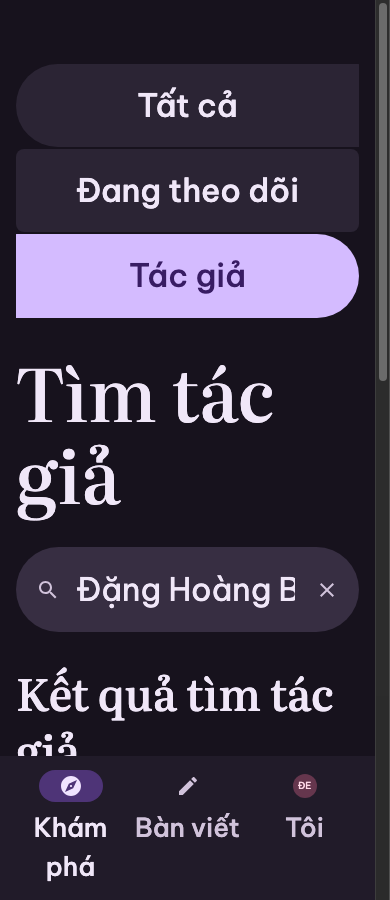 Tất cả
Đang theo dõi
Tác giả
Tìm tác
giả
Đặng Hoàng B
Kết quả tìm tác
giả
Khám
phá
Bàn viết
ĐE
Tôi